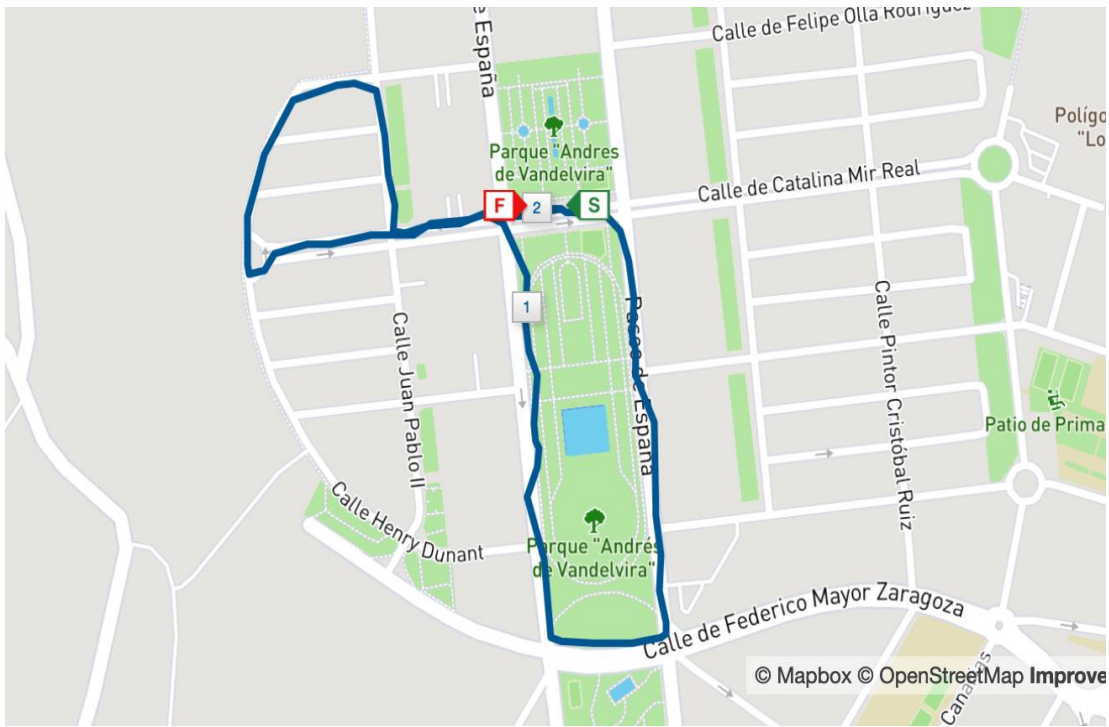 Calle de Felipe Olla Rodríguez
e España
Polígo
"Lo
Parque "Andres
de Vandelvira"
Calle de Catalina Mir Real
F
2
S
1
Paseo de España
Calle Juan Pablo II
Calle Pintor Cristóbal Ruiz
Patio de Prima
Calle Henry Dunant
Parque "Andrés
de Vandelvira"
Calle de Federico Mayor Zaragoza
Canarias
© Mapbox © OpenStreetMap Improve